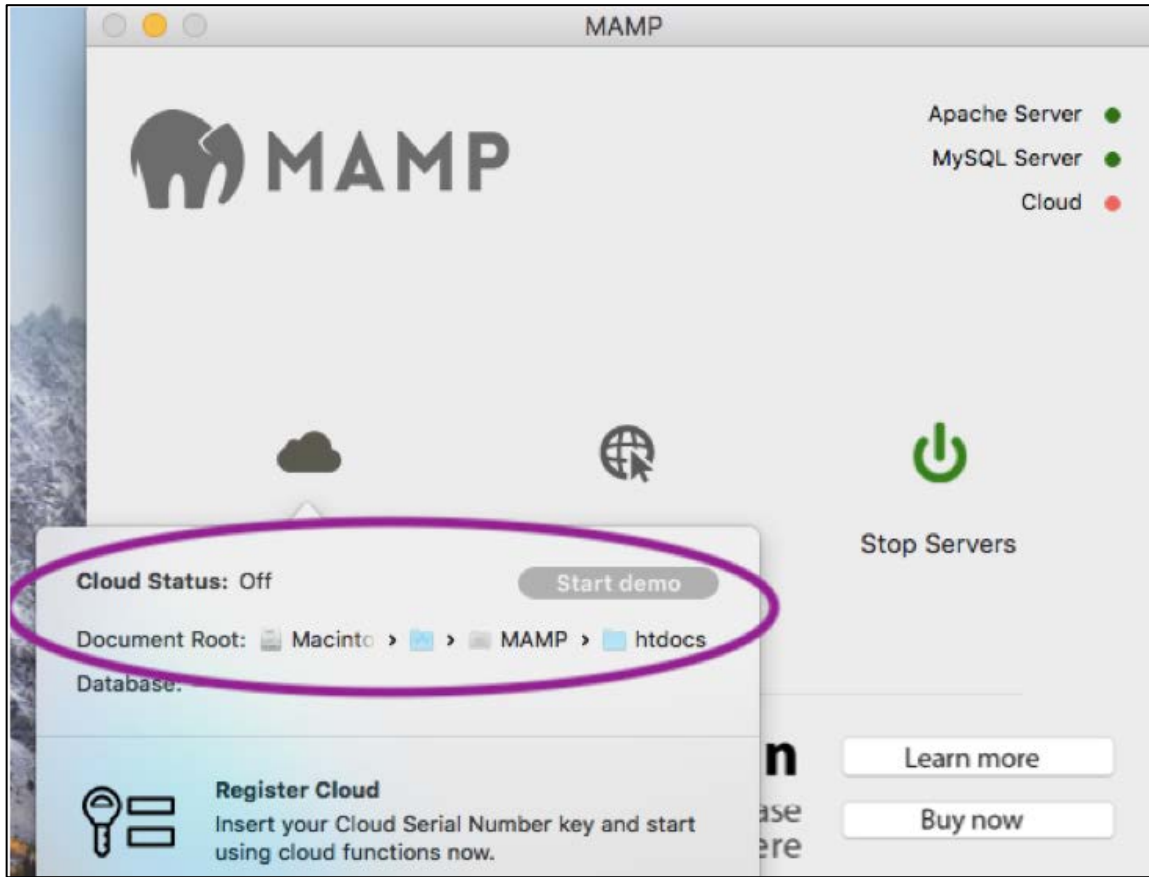 MAMP
MAMP
Apache Server
MySQL Server
Cloud
Stop Servers
Cloud Status: Off
Start demo
Document Root: Macinto › › MAMP › htdocs
Database:
n
Learn more
Register Cloud
Insert your Cloud Serial Number key and start
using cloud functions now.
ase
ere
Buy now